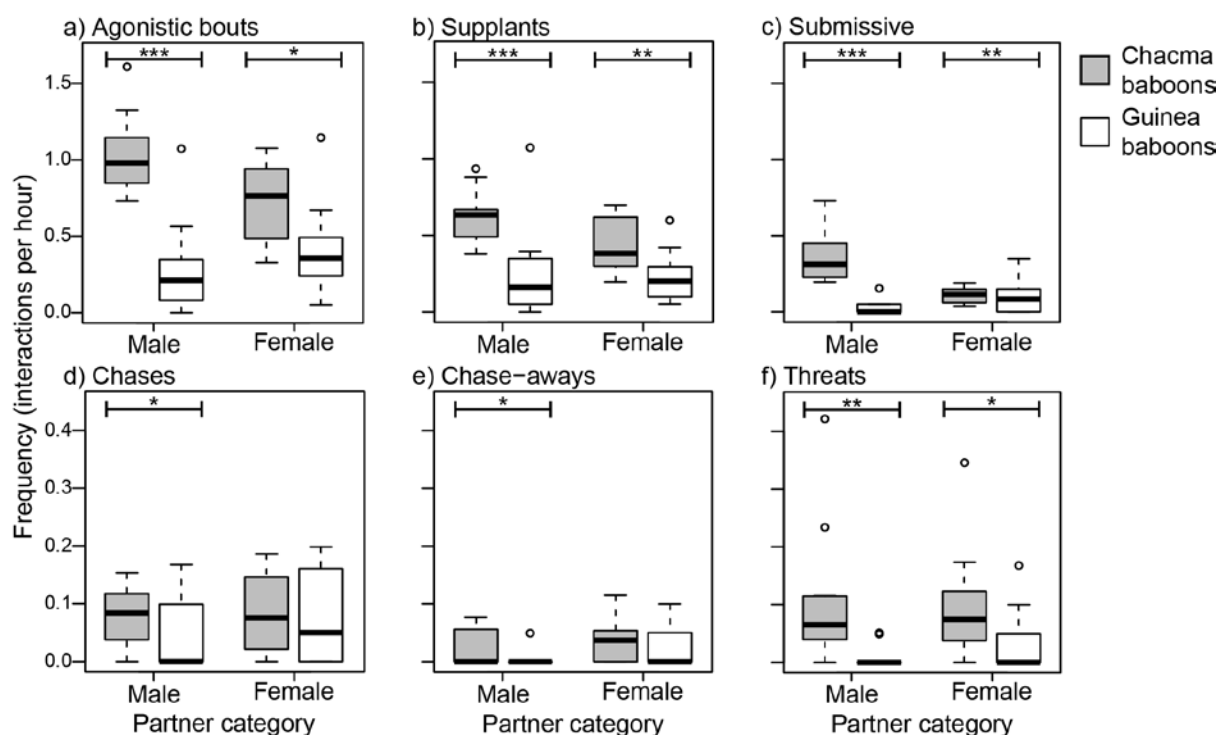 a) Agonistic bouts
b) Supplants
c) Submissive
Chacma
baboons
Guinea
baboons
***
*
***
**
***
**
1.5
1.0
0.5
0.0
Male
Female
Male
Female
Male
Female
Frequency (interactions per hour)
d) Chases
e) Chase−aways
f) Threats
*
*
**
*
0.4
0.3
0.2
0.1
0.0
Male
Female
Male
Female
Male
Female
Partner category
Partner category
Partner category